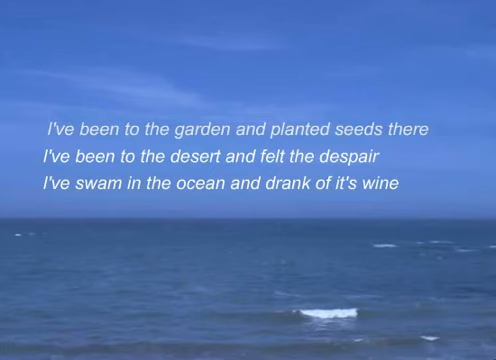 I've been to the garden and planted seeds there
I've been to the desert and felt the despair
I've swam in the ocean and drank of it's wine